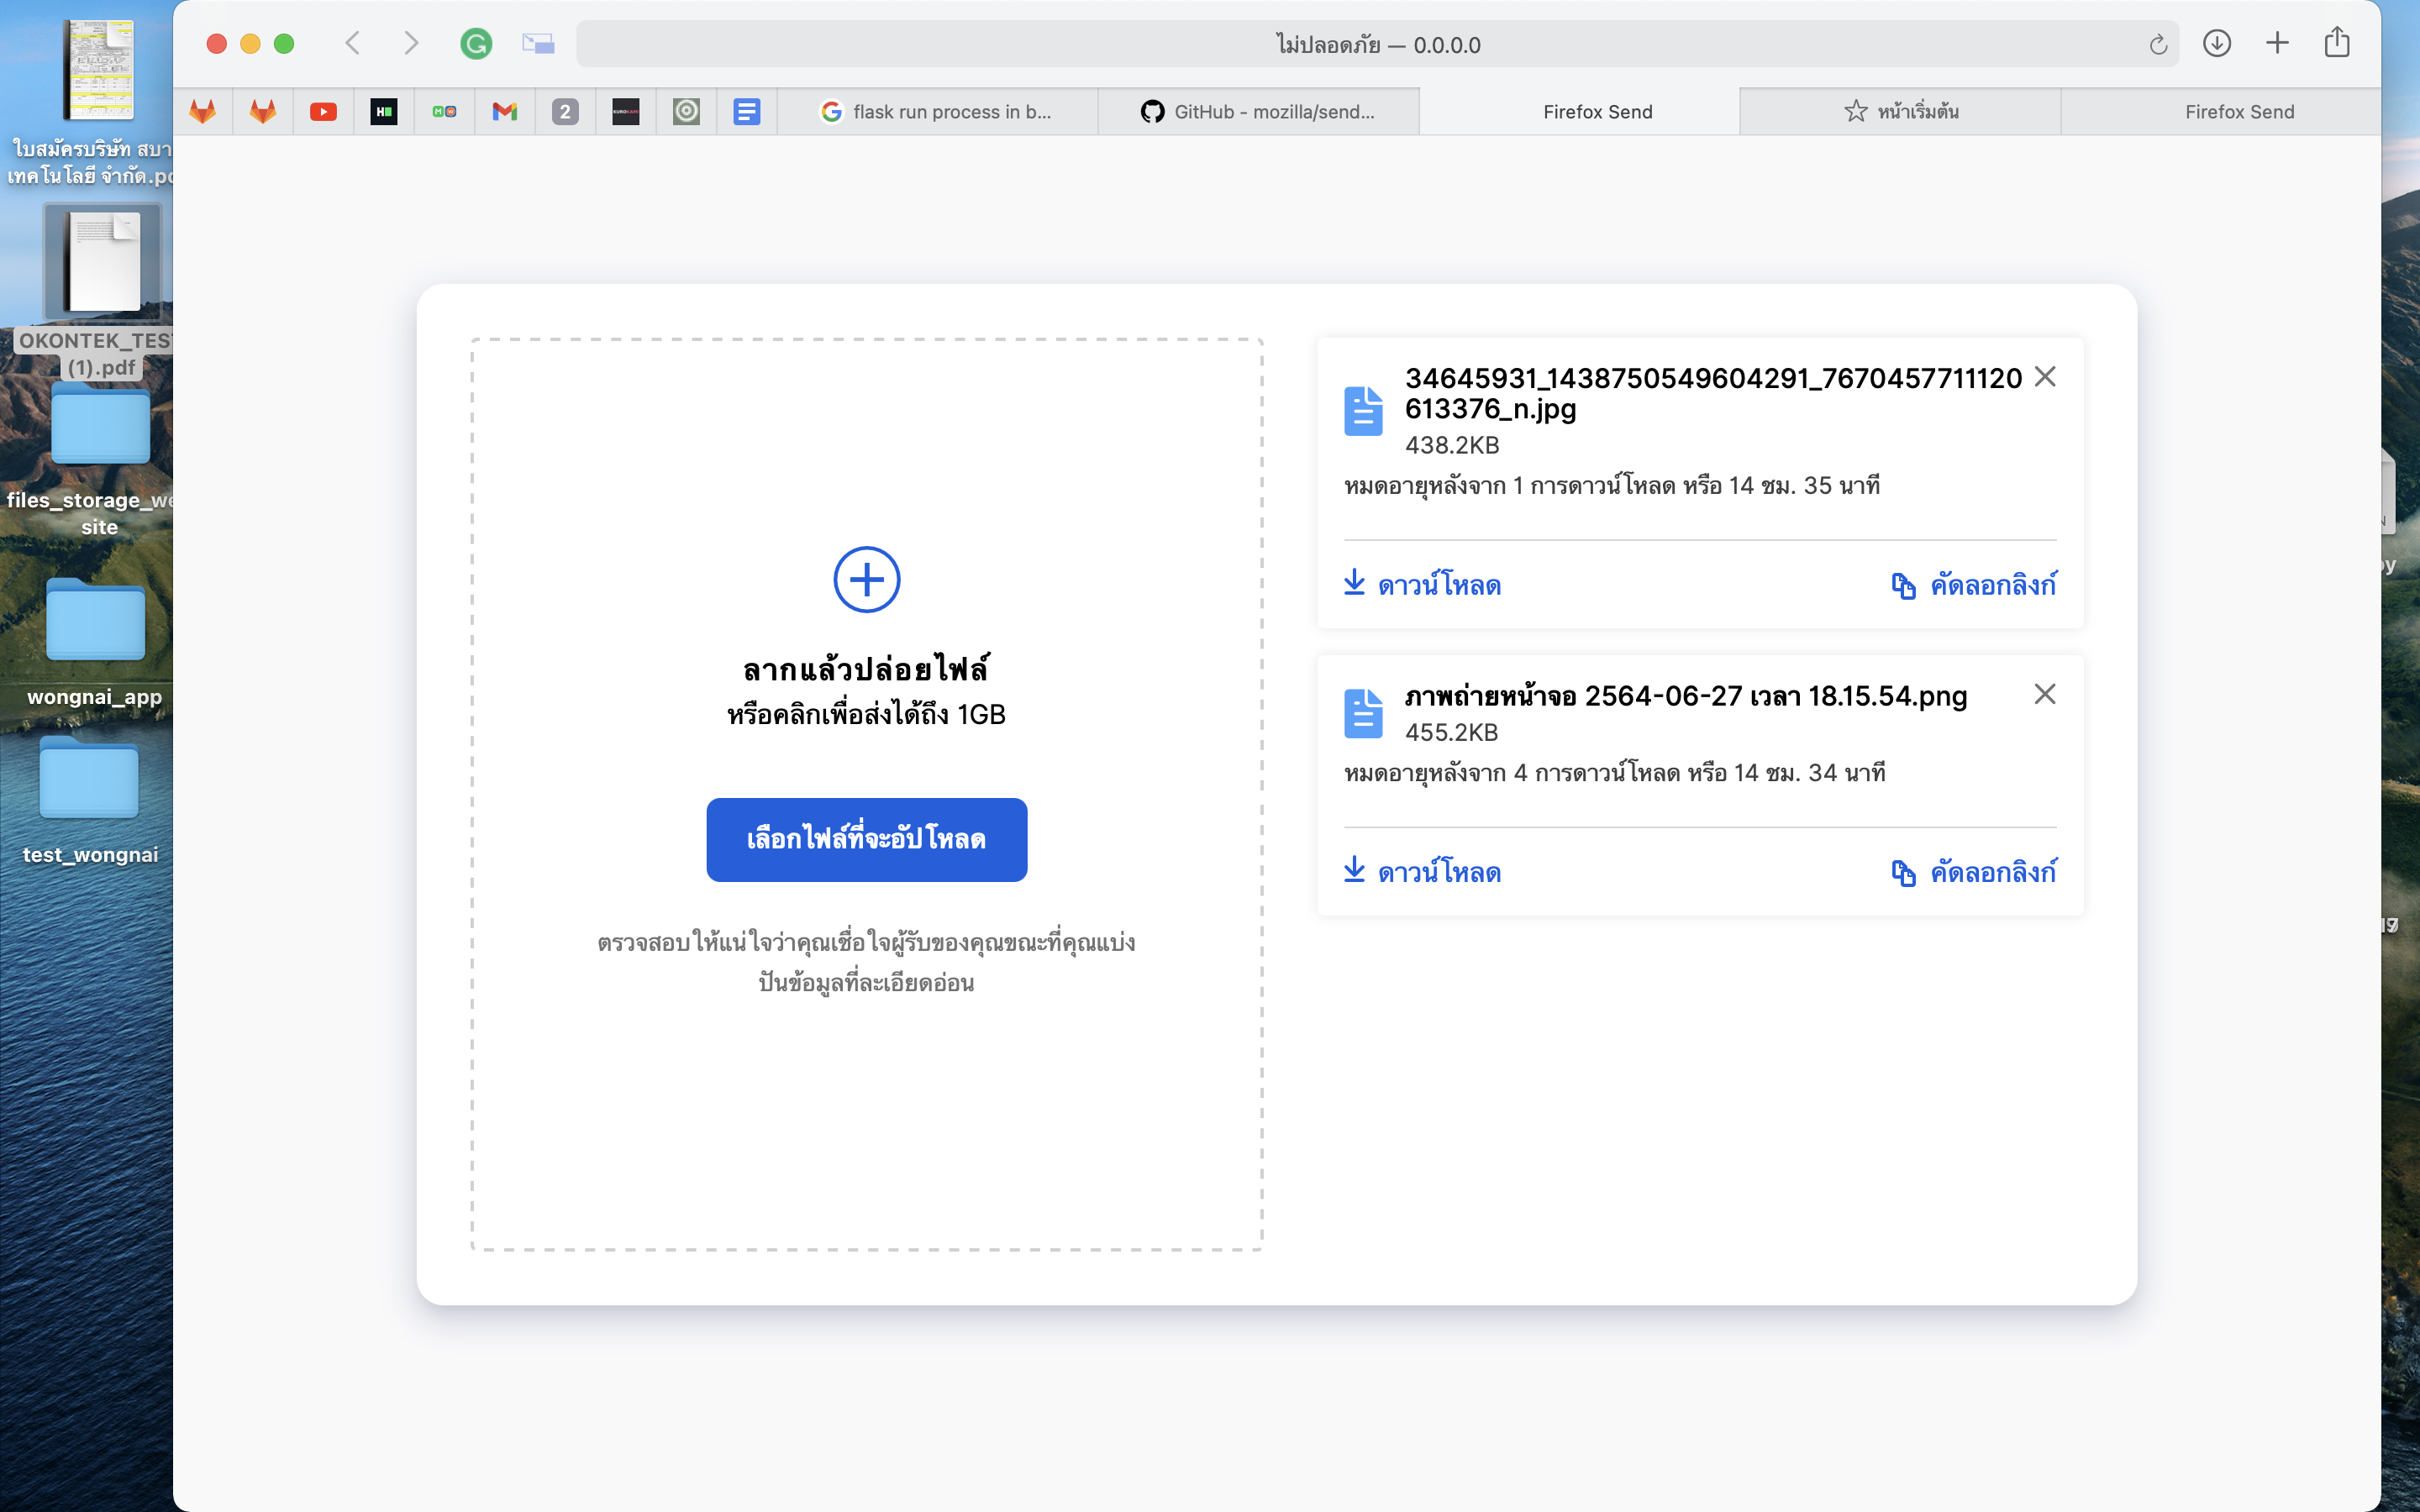 ไม่ปลอดภัย — 0.0.0.0
2
flask run process in b...
GitHub - mozilla/send...
Firefox Send
หน้าเริ่มต้น
Firefox Send
ใบสมัครบริษัท สบา
เทคโนโลยี จำกัด.pd
OKONTEK_TEST
(1).pdf
files_storage_we
site
wongnai_app
test_wongnai
ลากแล้วปล่อยไฟล์
หรือคลิกเพื่อส่งได้ถึง 1GB
เลือกไฟล์ที่จะอัปโหลด
ตรวจสอบให้แน่ใจว่าคุณเชื่อใจผู้รับของคุณขณะที่คุณแบ่ง
ปันข้อมูลที่ละเอียดอ่อน
34645931_1438750549604291_7670457711120
613376_n.jpg
438.2KB
หมดอายุหลังจาก 1 การดาวน์โหลด หรือ 14 ชม. 35 นาที
ดาวน์โหลด
คัดลอกลิงก์
ภาพถ่ายหน้าจอ 2564-06-27 เวลา 18.15.54.png
455.2KB
หมดอายุหลังจาก 4 การดาวน์โหลด หรือ 14 ชม. 34 นาที
ดาวน์โหลด
คัดลอกลิงก์